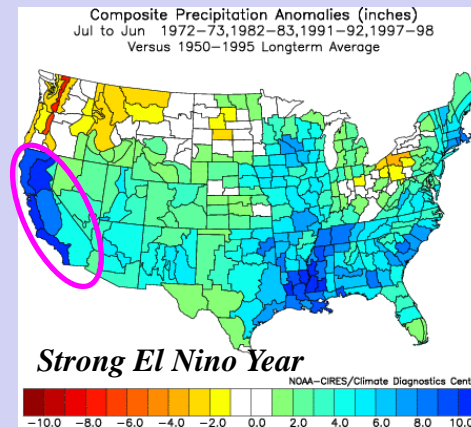 Composite Precipitation Anomalies (inches)
Jul to Jun 1972-73,1982-83,1991-92,1997-98
Versus 1950-1995 Longterm Average
Strong El Nino Year
NOAA-CIRES/Climate Diagnostics Cent
-10.0 -8.0 -6.0 -4.0 -2.0 0.0 2.0 4.0 6.0 8.0 10.0